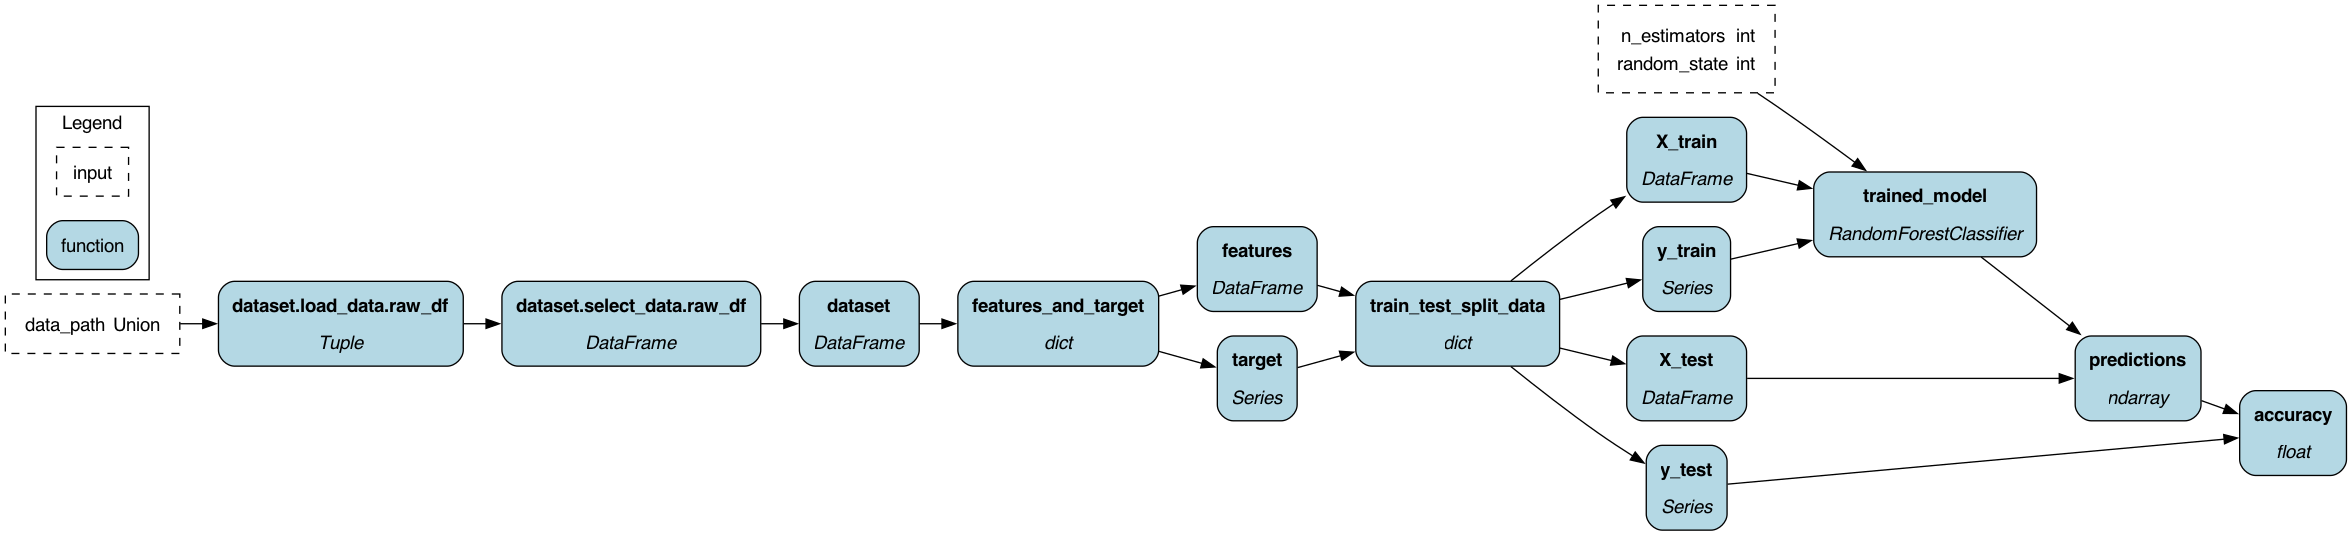 Legend
input
function
data_path Union
dataset.load_data.raw_df
Tuple
dataset.select_data.raw_df
DataFrame
dataset
DataFrame
features_and_target
dict
features
DataFrame
target
Series
train_test_split_data
dict
n_estimators int
random_state int
X_train
DataFrame
y_train
Series
X_test
DataFrame
y_test
Series
trained_model
RandomForestClassifier
predictions
ndarray
accuracy
float